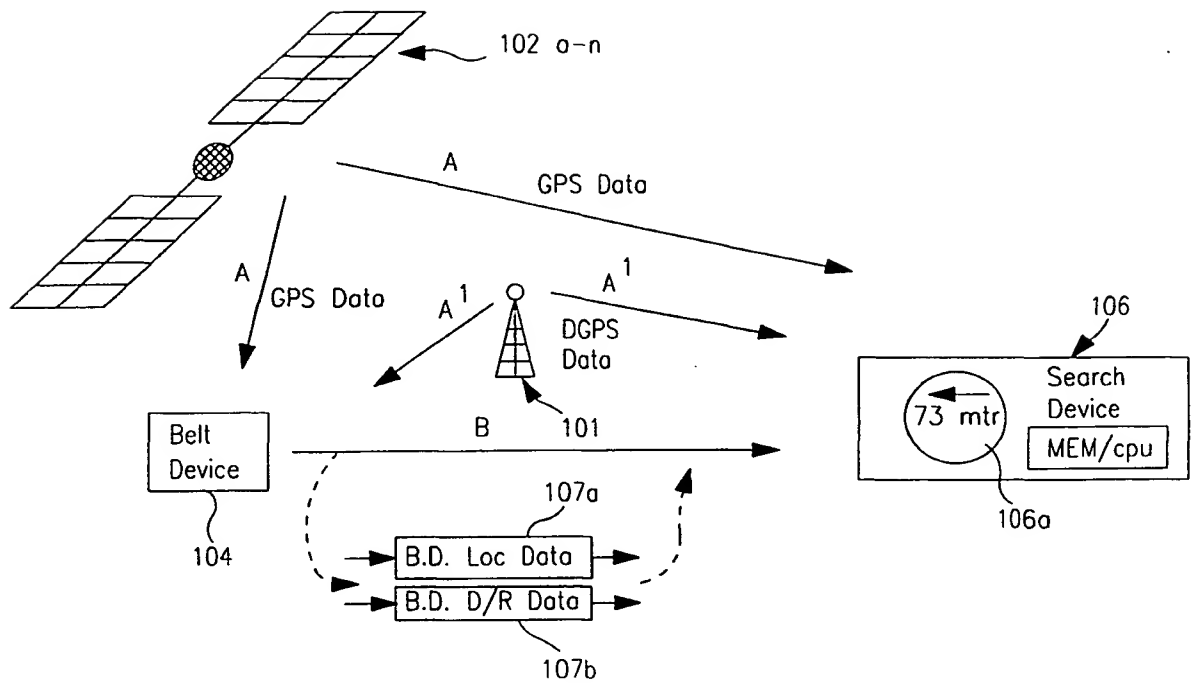 102 a-n
A
GPS Data
A
GPS Data
A¹
A¹
DGPS
Data
101
106
Search
Device
73 mtr
MEM/cpu
106a
Belt
Device
104
B
107a
B.D. Loc Data
B.D. D/R Data
107b